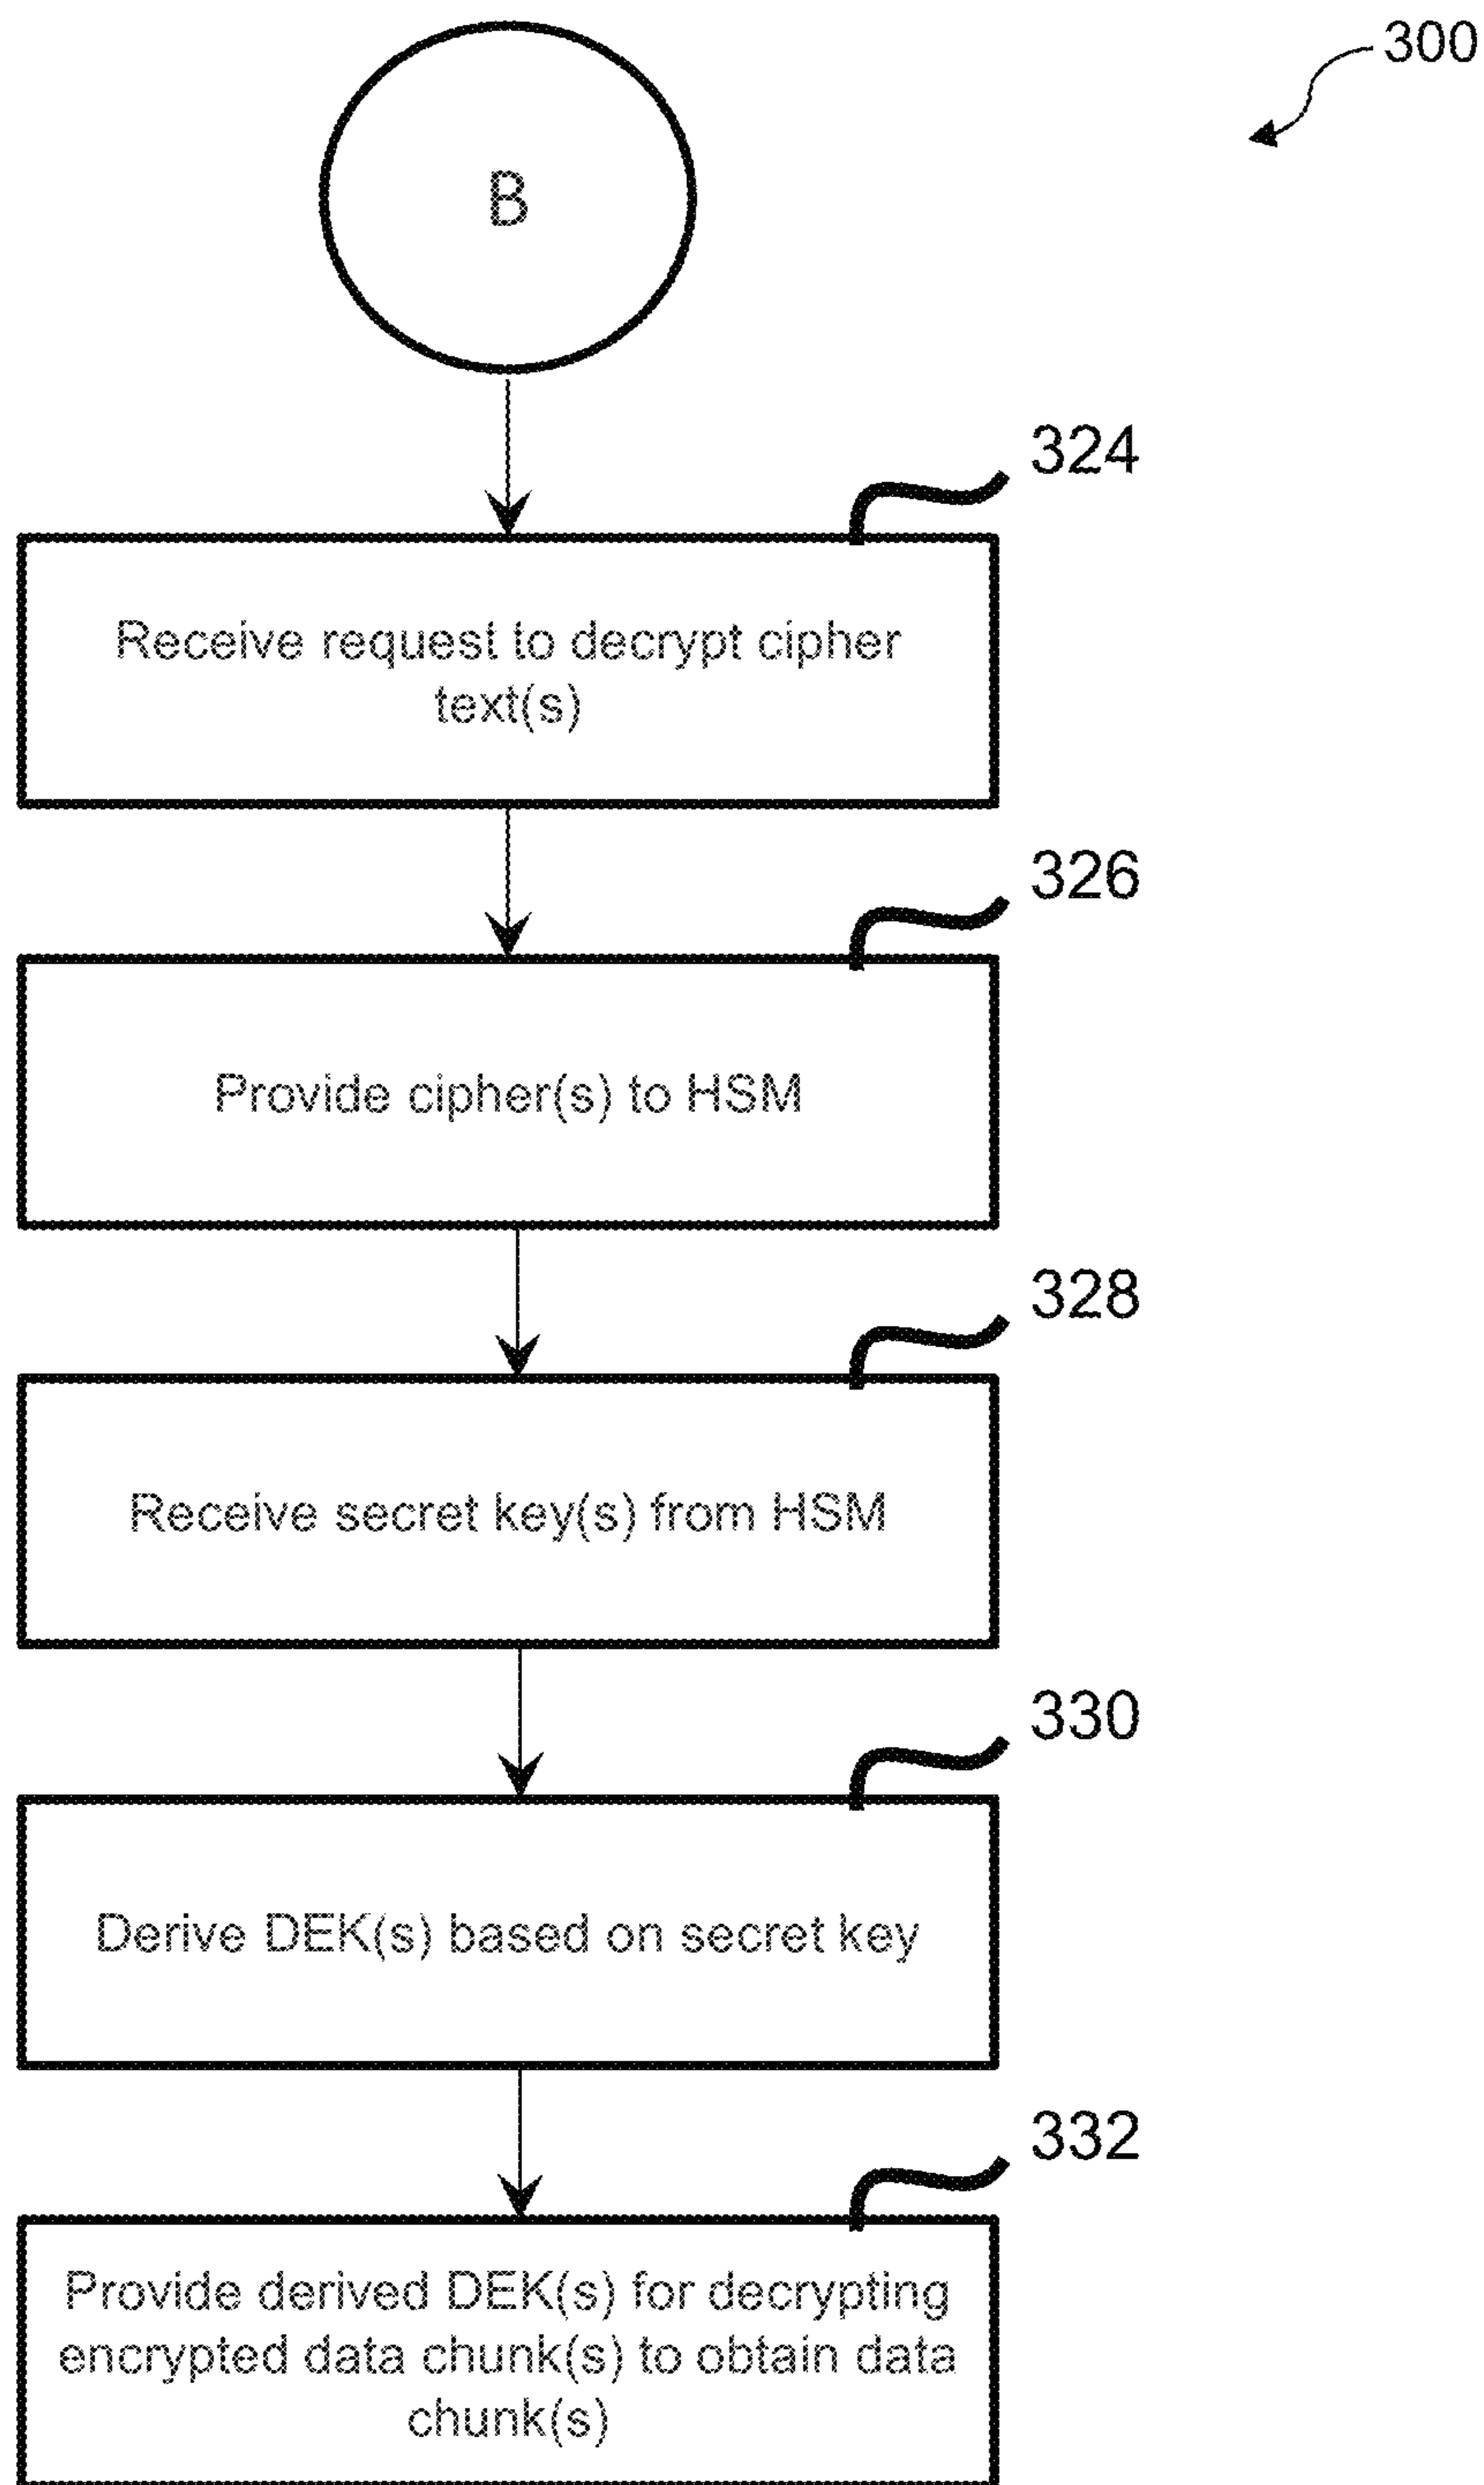 300
B
324
Receive request to decrypt cipher
text(s)
326
Provide cipher(s) to HSM
328
Receive secret key(s) from HSM
330
Derive DEK(s) based on secret key
332
Provide derived DEK(s) for decrypting
encrypted data chunk(s) to obtain data
chunk(s)